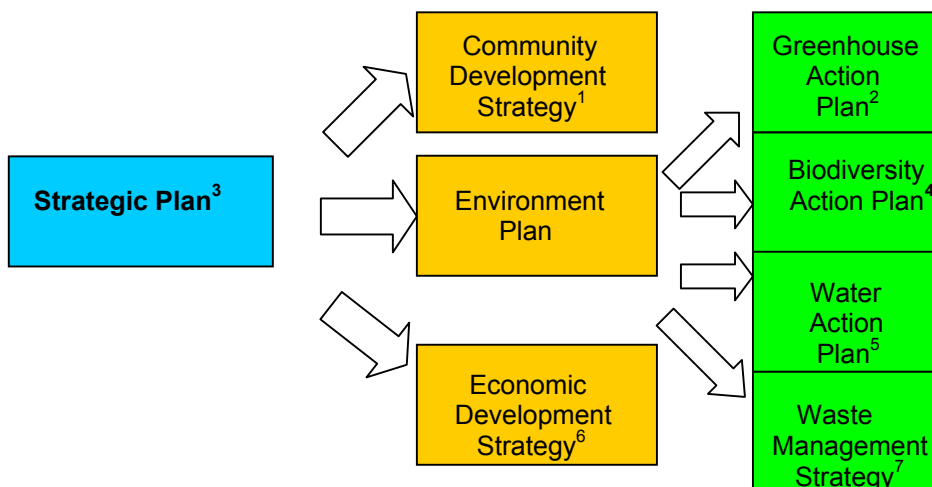 Strategic Plan³
Community
Development
Strategy¹
Environment
Plan
Economic
Development
Strategy⁶
Greenhouse
Action
Plan²
Biodiversity
Action Plan⁴
Water
Action
Plan⁵
Waste
Management
Strategy⁷